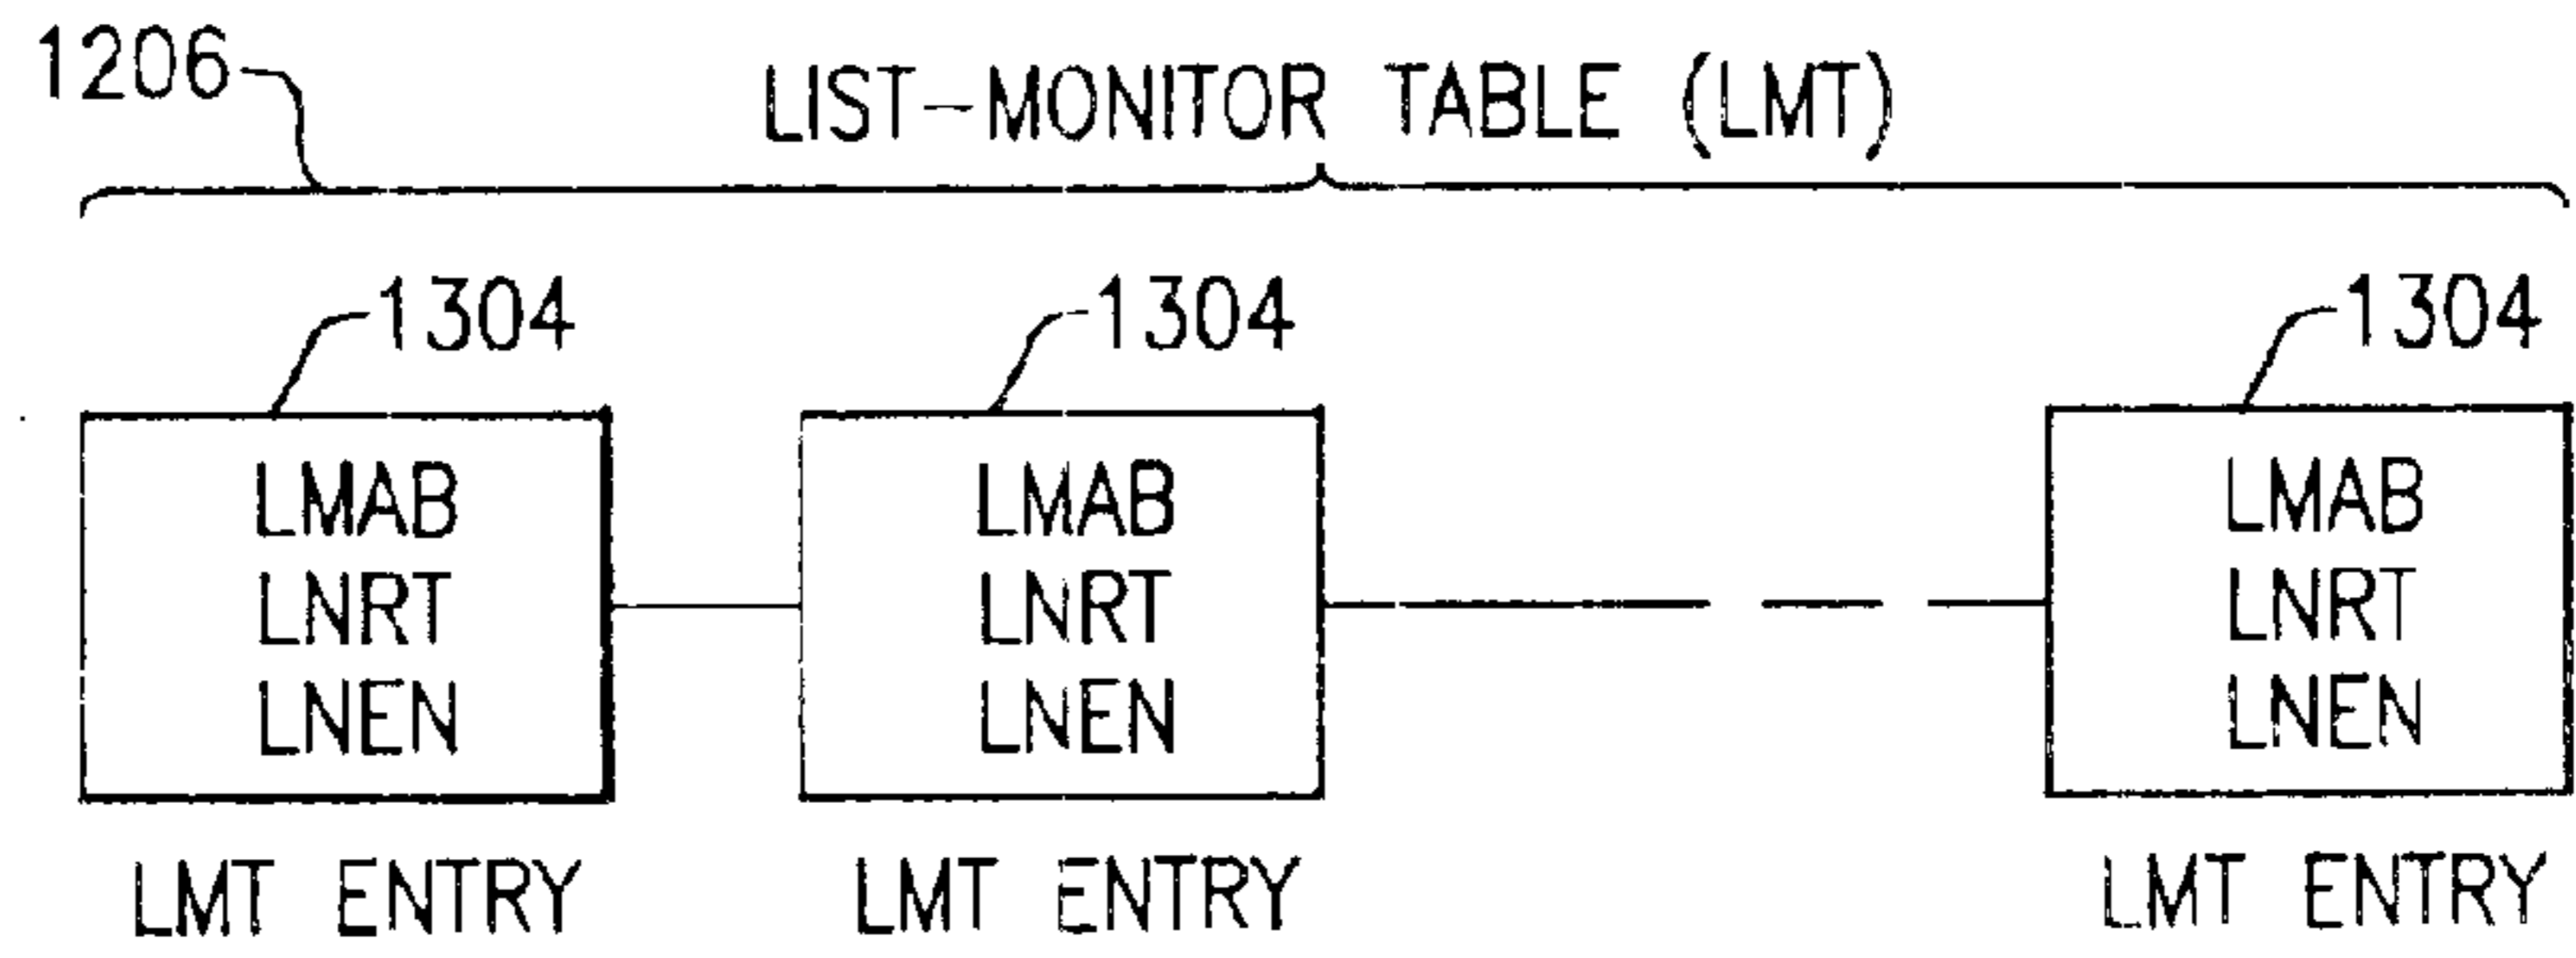 1206
LIST-MONITOR TABLE (LMT)
1304 1304 1304
LMAB LMAB LMAB
LNRT LNRT LNRT
LNEN LNEN LNEN
LMT ENTRY LMT ENTRY LMT ENTRY